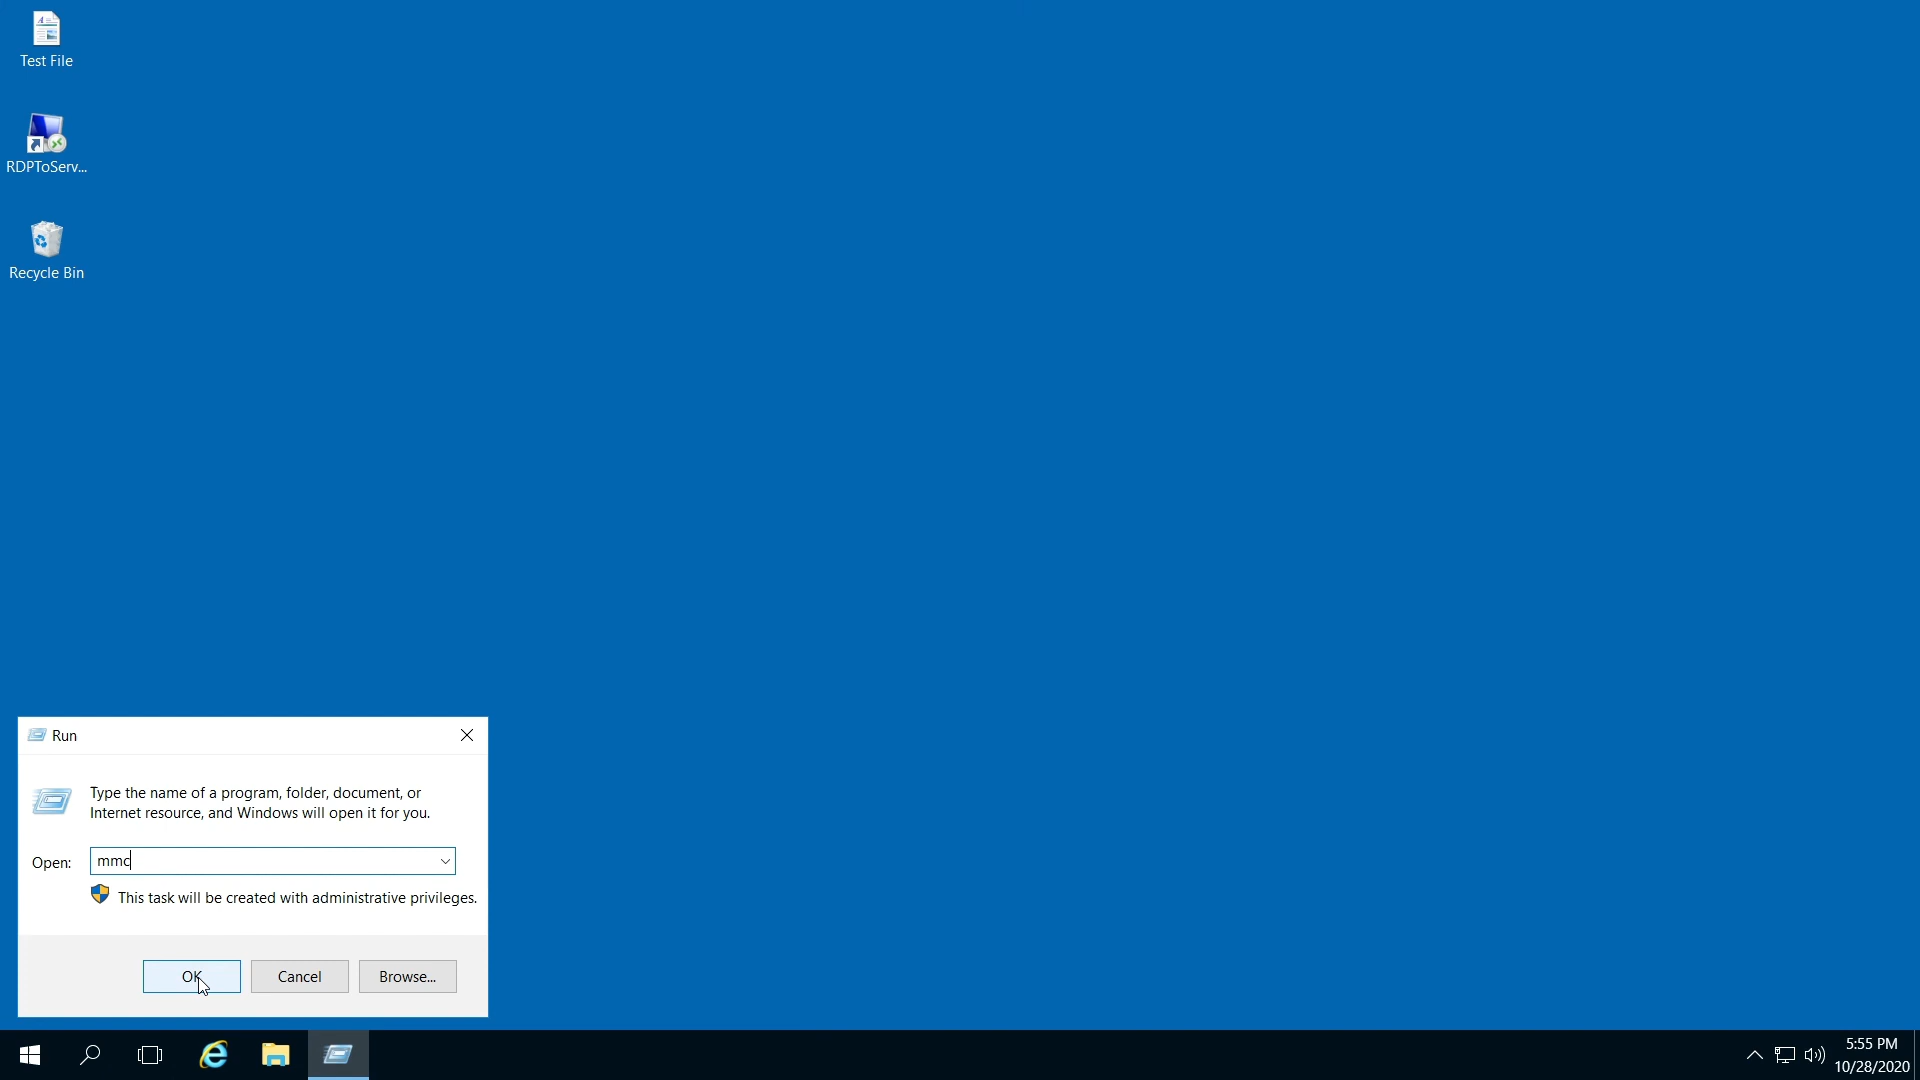 Test File
RDPToServ...
Recycle Bin
Run
Type the name of a program, folder, document, or
Internet resource, and Windows will open it for you.
Open: mmc
This task will be created with administrative privileges.
OK Cancel Browse...
5:55 PM
10/28/2020